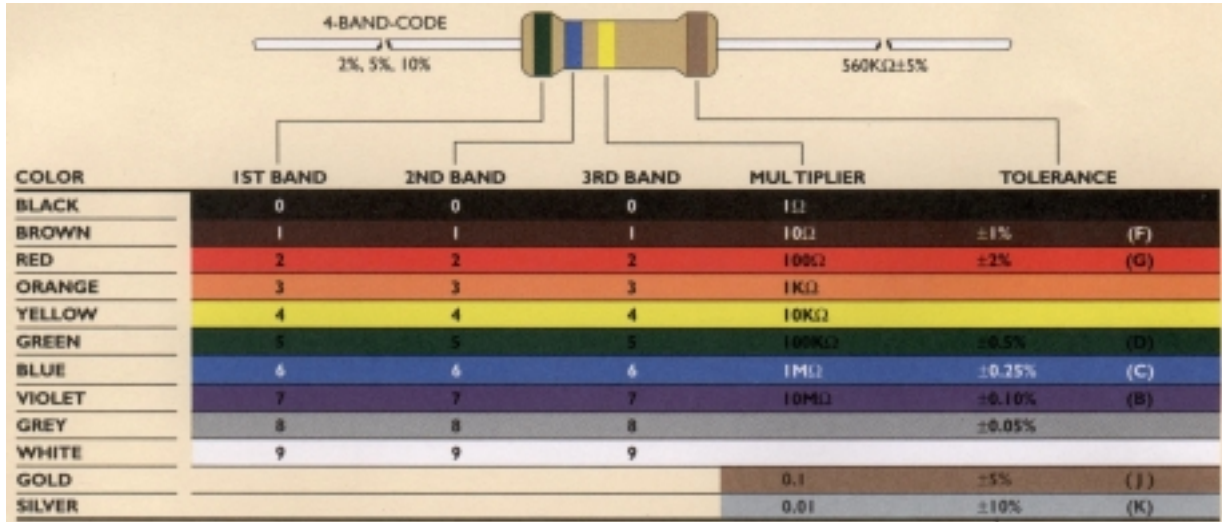 4-BAND-CODE
2%, 5%, 10%
560KΩ±5%
COLOR 1ST BAND 2ND BAND 3RD BAND MULTIPLIER TOLERANCE
BLACK 0 0 0 1Ω
BROWN 1 1 1 10Ω ±1% (F)
RED 2 2 2 100Ω ±2% (G)
ORANGE 3 3 3 1KΩ
YELLOW 4 4 4 10KΩ
GREEN 5 5 5 100KΩ ±0.5% (D)
BLUE 6 6 6 1MΩ ±0.25% (C)
VIOLET 7 7 7 10MΩ ±0.10% (B)
GREY 8 8 8 ±0.05%
WHITE 9 9 9
GOLD 0.1 ±5% (J)
SILVER 0.01 ±10% (K)